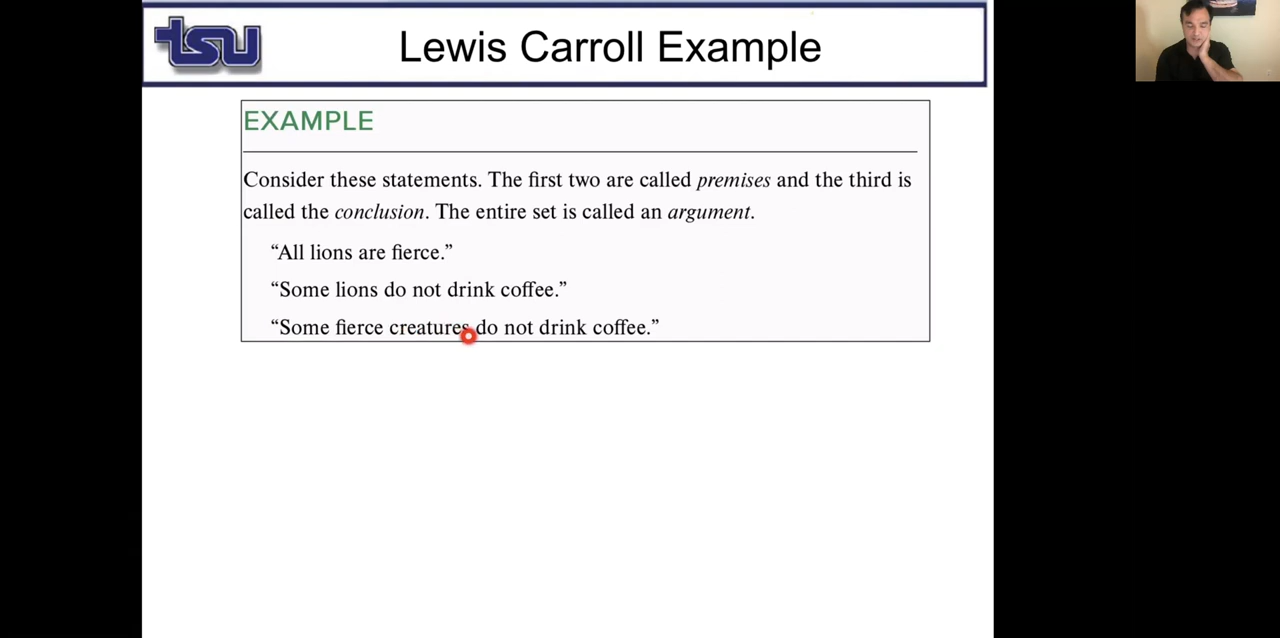 tsu
Lewis Carroll Example
EXAMPLE
Consider these statements. The first two are called premises and the third is
called the conclusion. The entire set is called an argument.
“All lions are fierce.”
“Some lions do not drink coffee.”
“Some fierce creatures do not drink coffee.”